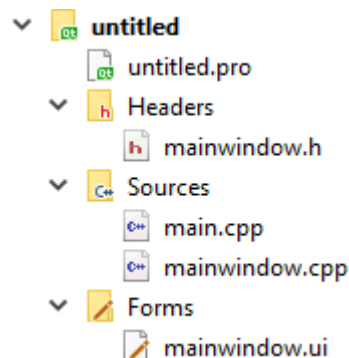 untitled
untitled.pro
Headers
mainwindow.h
Sources
main.cpp
mainwindow.cpp
Forms
mainwindow.ui